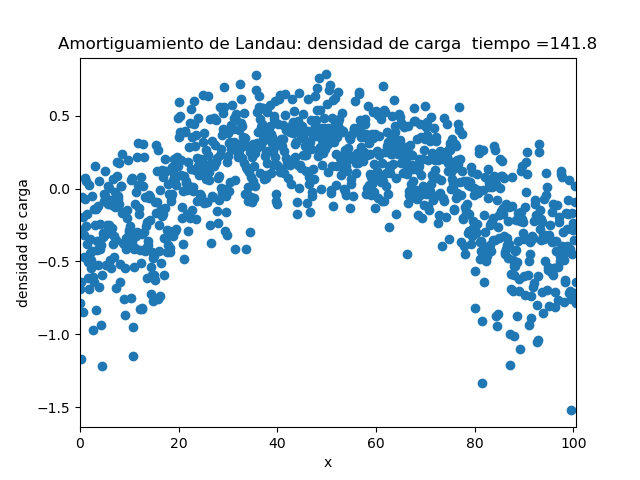 Amortiguamiento de Landau: densidad de carga  tiempo =141.8
0.5
0.0
−0.5
−1.0
−1.5
densidad de carga
0 20 40 60 80 100
x